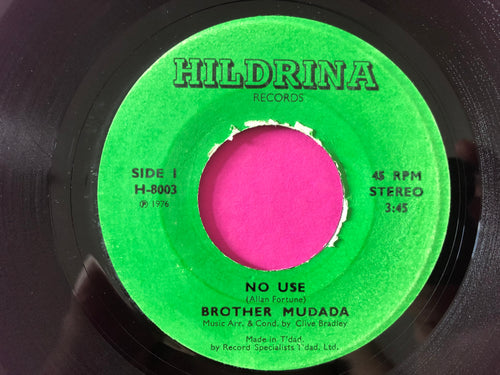 HILDRINA
RECORDS
SIDE 1
H-8003
℗ 1976
45 RPM
STEREO
3:45
NO USE
(Allan Fortune)
BROTHER MUDADA
Music Arr. & Cond. by Clive Bradley
Made in T'dad.
by Record Specialists T'dad, Ltd.